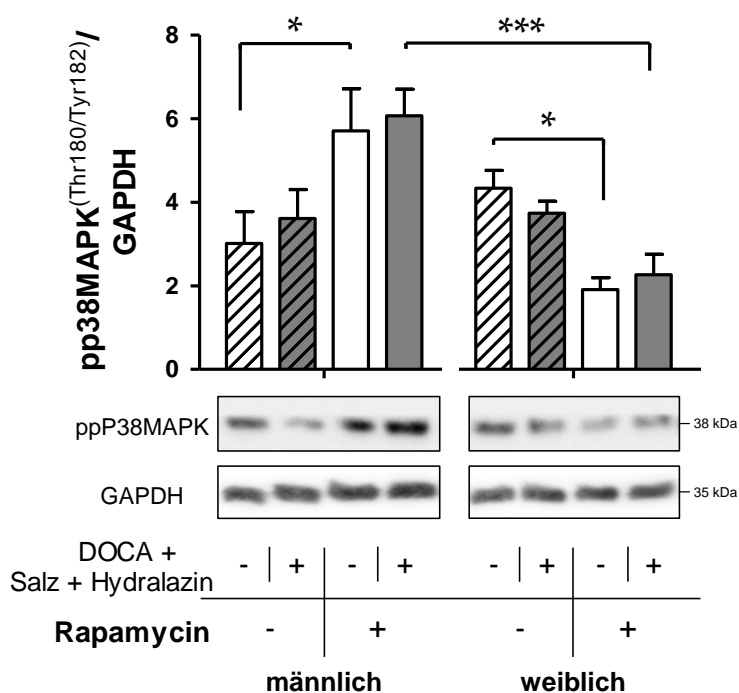 pp38MAPK(Thr180/Tyr182)/
GAPDH
8
6
4
2
0
*
***
*
ppP38MAPK
38 kDa
GAPDH
35 kDa
DOCA +
Salz + Hydralazin
- | + - | + - | + - | +
Rapamycin - + - +
männlich weiblich